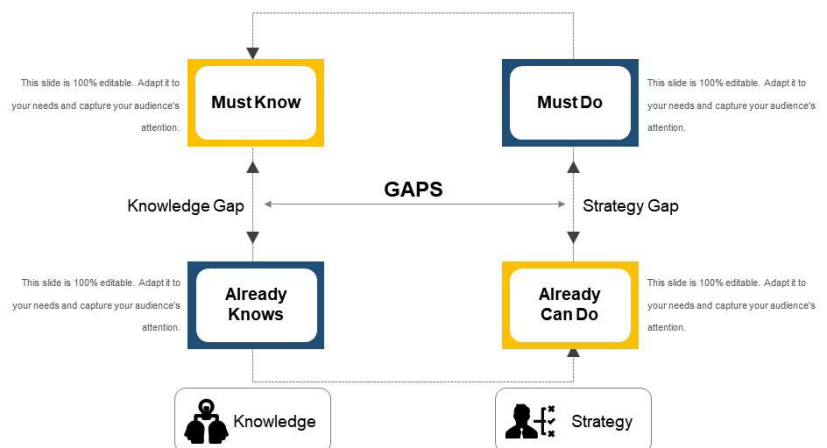 This slide is 100% editable. Adapt it to
your needs and capture your audience's
attention.
Must Know
Must Do
This slide is 100% editable. Adapt it to
your needs and capture your audience's
attention.
Knowledge Gap
GAPS
Strategy Gap
This slide is 100% editable. Adapt it to
your needs and capture your audience's
attention.
Already
Knows
Already
Can Do
This slide is 100% editable. Adapt it to
your needs and capture your audience's
attention.
Knowledge
Strategy